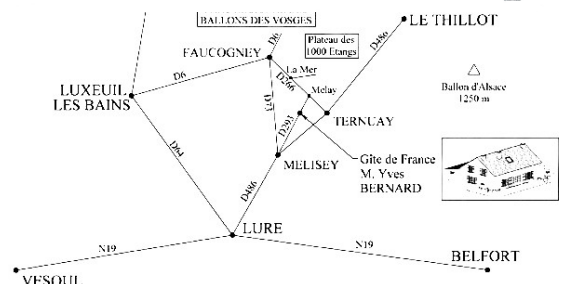 BALLONS DES VOSGES
LE THILLOT
D6
Plateau des
1000 Etangs
D486
FAUCOGNEY
La Mer
D266
D6
Melay
Ballon d'Alsace
1250 m
LUXEUIL
LES BAINS
D73
D293
TERNUAY
D64
MELISEY
Gîte de France
M. Yves
BERNARD
D486
LURE
N19
N19
BELFORT
VESOUL